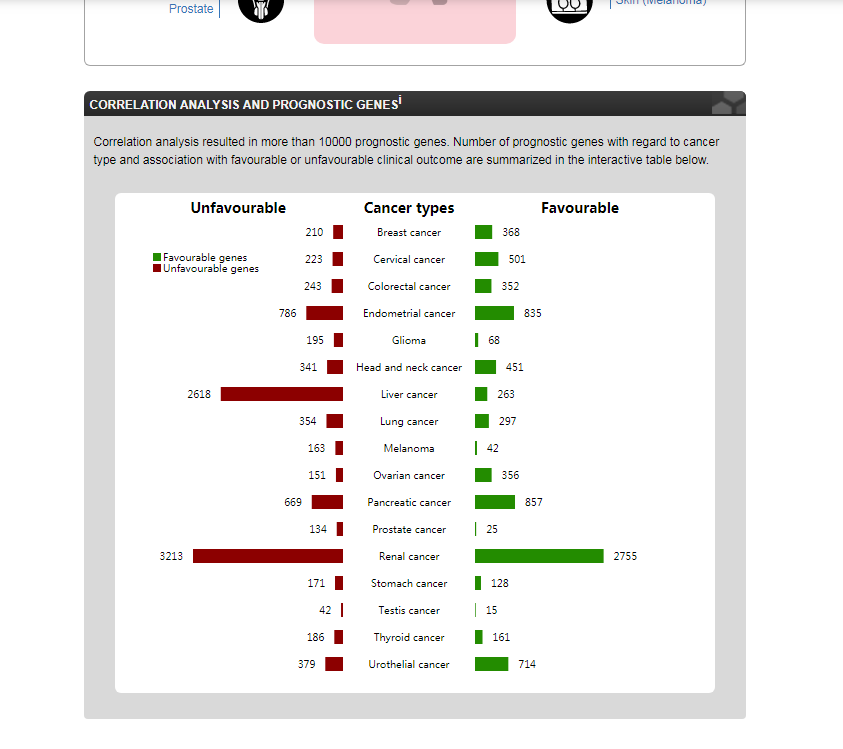 Prostate
Skin (Melanoma)
CORRELATION ANALYSIS AND PROGNOSTIC GENESi
Correlation analysis resulted in more than 10000 prognostic genes. Number of prognostic genes with regard to cancer
type and association with favourable or unfavourable clinical outcome are summarized in the interactive table below.
Unfavourable Cancer types Favourable
210 Breast cancer 368
Favourable genes
Unfavourable genes
223 Cervical cancer 501
243 Colorectal cancer 352
786 Endometrial cancer 835
195 Glioma 68
341 Head and neck cancer 451
2618 Liver cancer 263
354 Lung cancer 297
163 Melanoma 42
151 Ovarian cancer 356
669 Pancreatic cancer 857
134 Prostate cancer 25
3213 Renal cancer 2755
171 Stomach cancer 128
42 Testis cancer 15
186 Thyroid cancer 161
379 Urothelial cancer 714